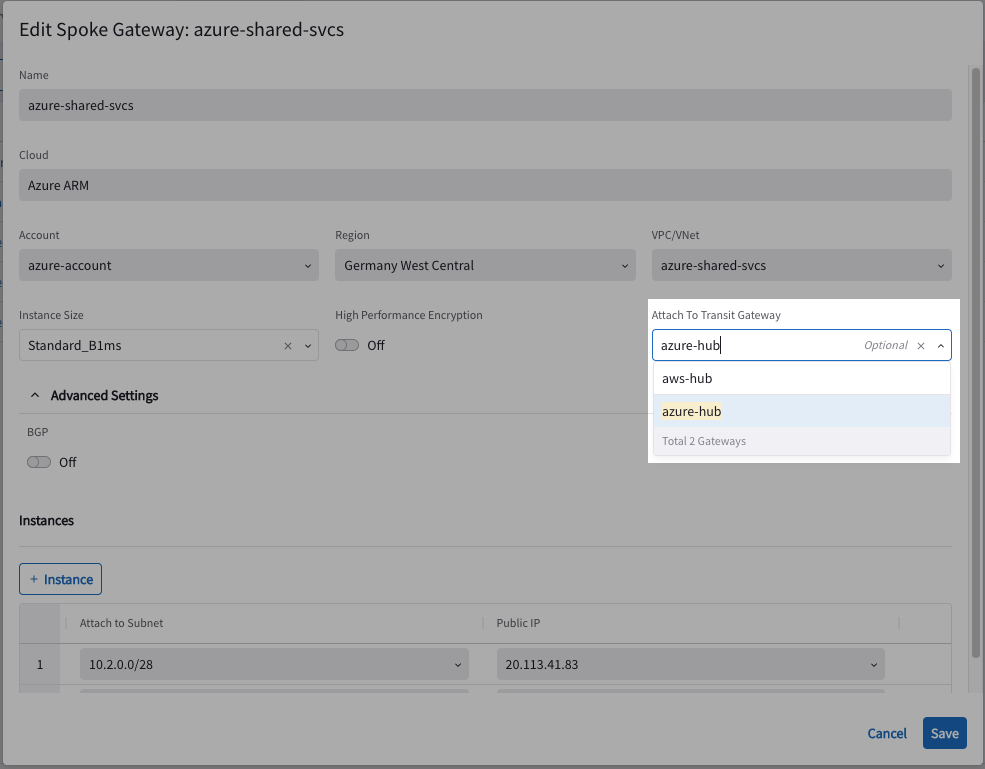 Edit Spoke Gateway: azure-shared-svcs
Name
azure-shared-svcs
Cloud
Azure ARM
Account
Region
VPC/VNet
azure-account
Germany West Central
azure-shared-svcs
Instance Size
High Performance Encryption
Attach To Transit Gateway
Standard_B1ms
Off
azure-hub
Optional
aws-hub
azure-hub
Total 2 Gateways
Advanced Settings
BGP
Off
Instances
+ Instance
Attach to Subnet
Public IP
1
10.2.0.0/28
20.113.41.83
Cancel
Save